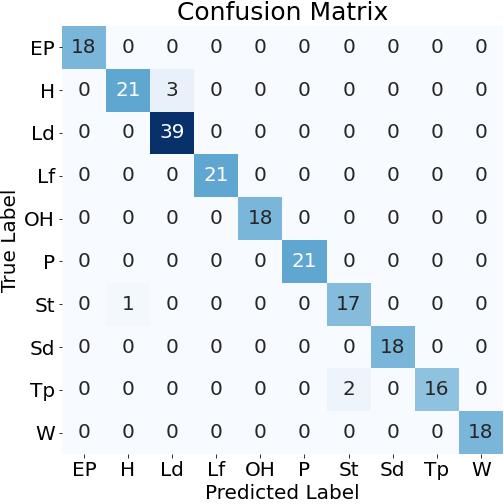 Confusion Matrix
EP 18 0 0 0 0 0 0 0 0 0
H 0 21 3 0 0 0 0 0 0 0
Ld 0 0 39 0 0 0 0 0 0 0
Lf 0 0 0 21 0 0 0 0 0 0
OH 0 0 0 0 18 0 0 0 0 0
P 0 0 0 0 0 21 0 0 0 0
St 0 1 0 0 0 0 17 0 0 0
Sd 0 0 0 0 0 0 0 18 0 0
Tp 0 0 0 0 0 0 2 0 16 0
W 0 0 0 0 0 0 0 0 0 18
EP H Ld Lf OH P St Sd Tp W
Predicted Label
True Label